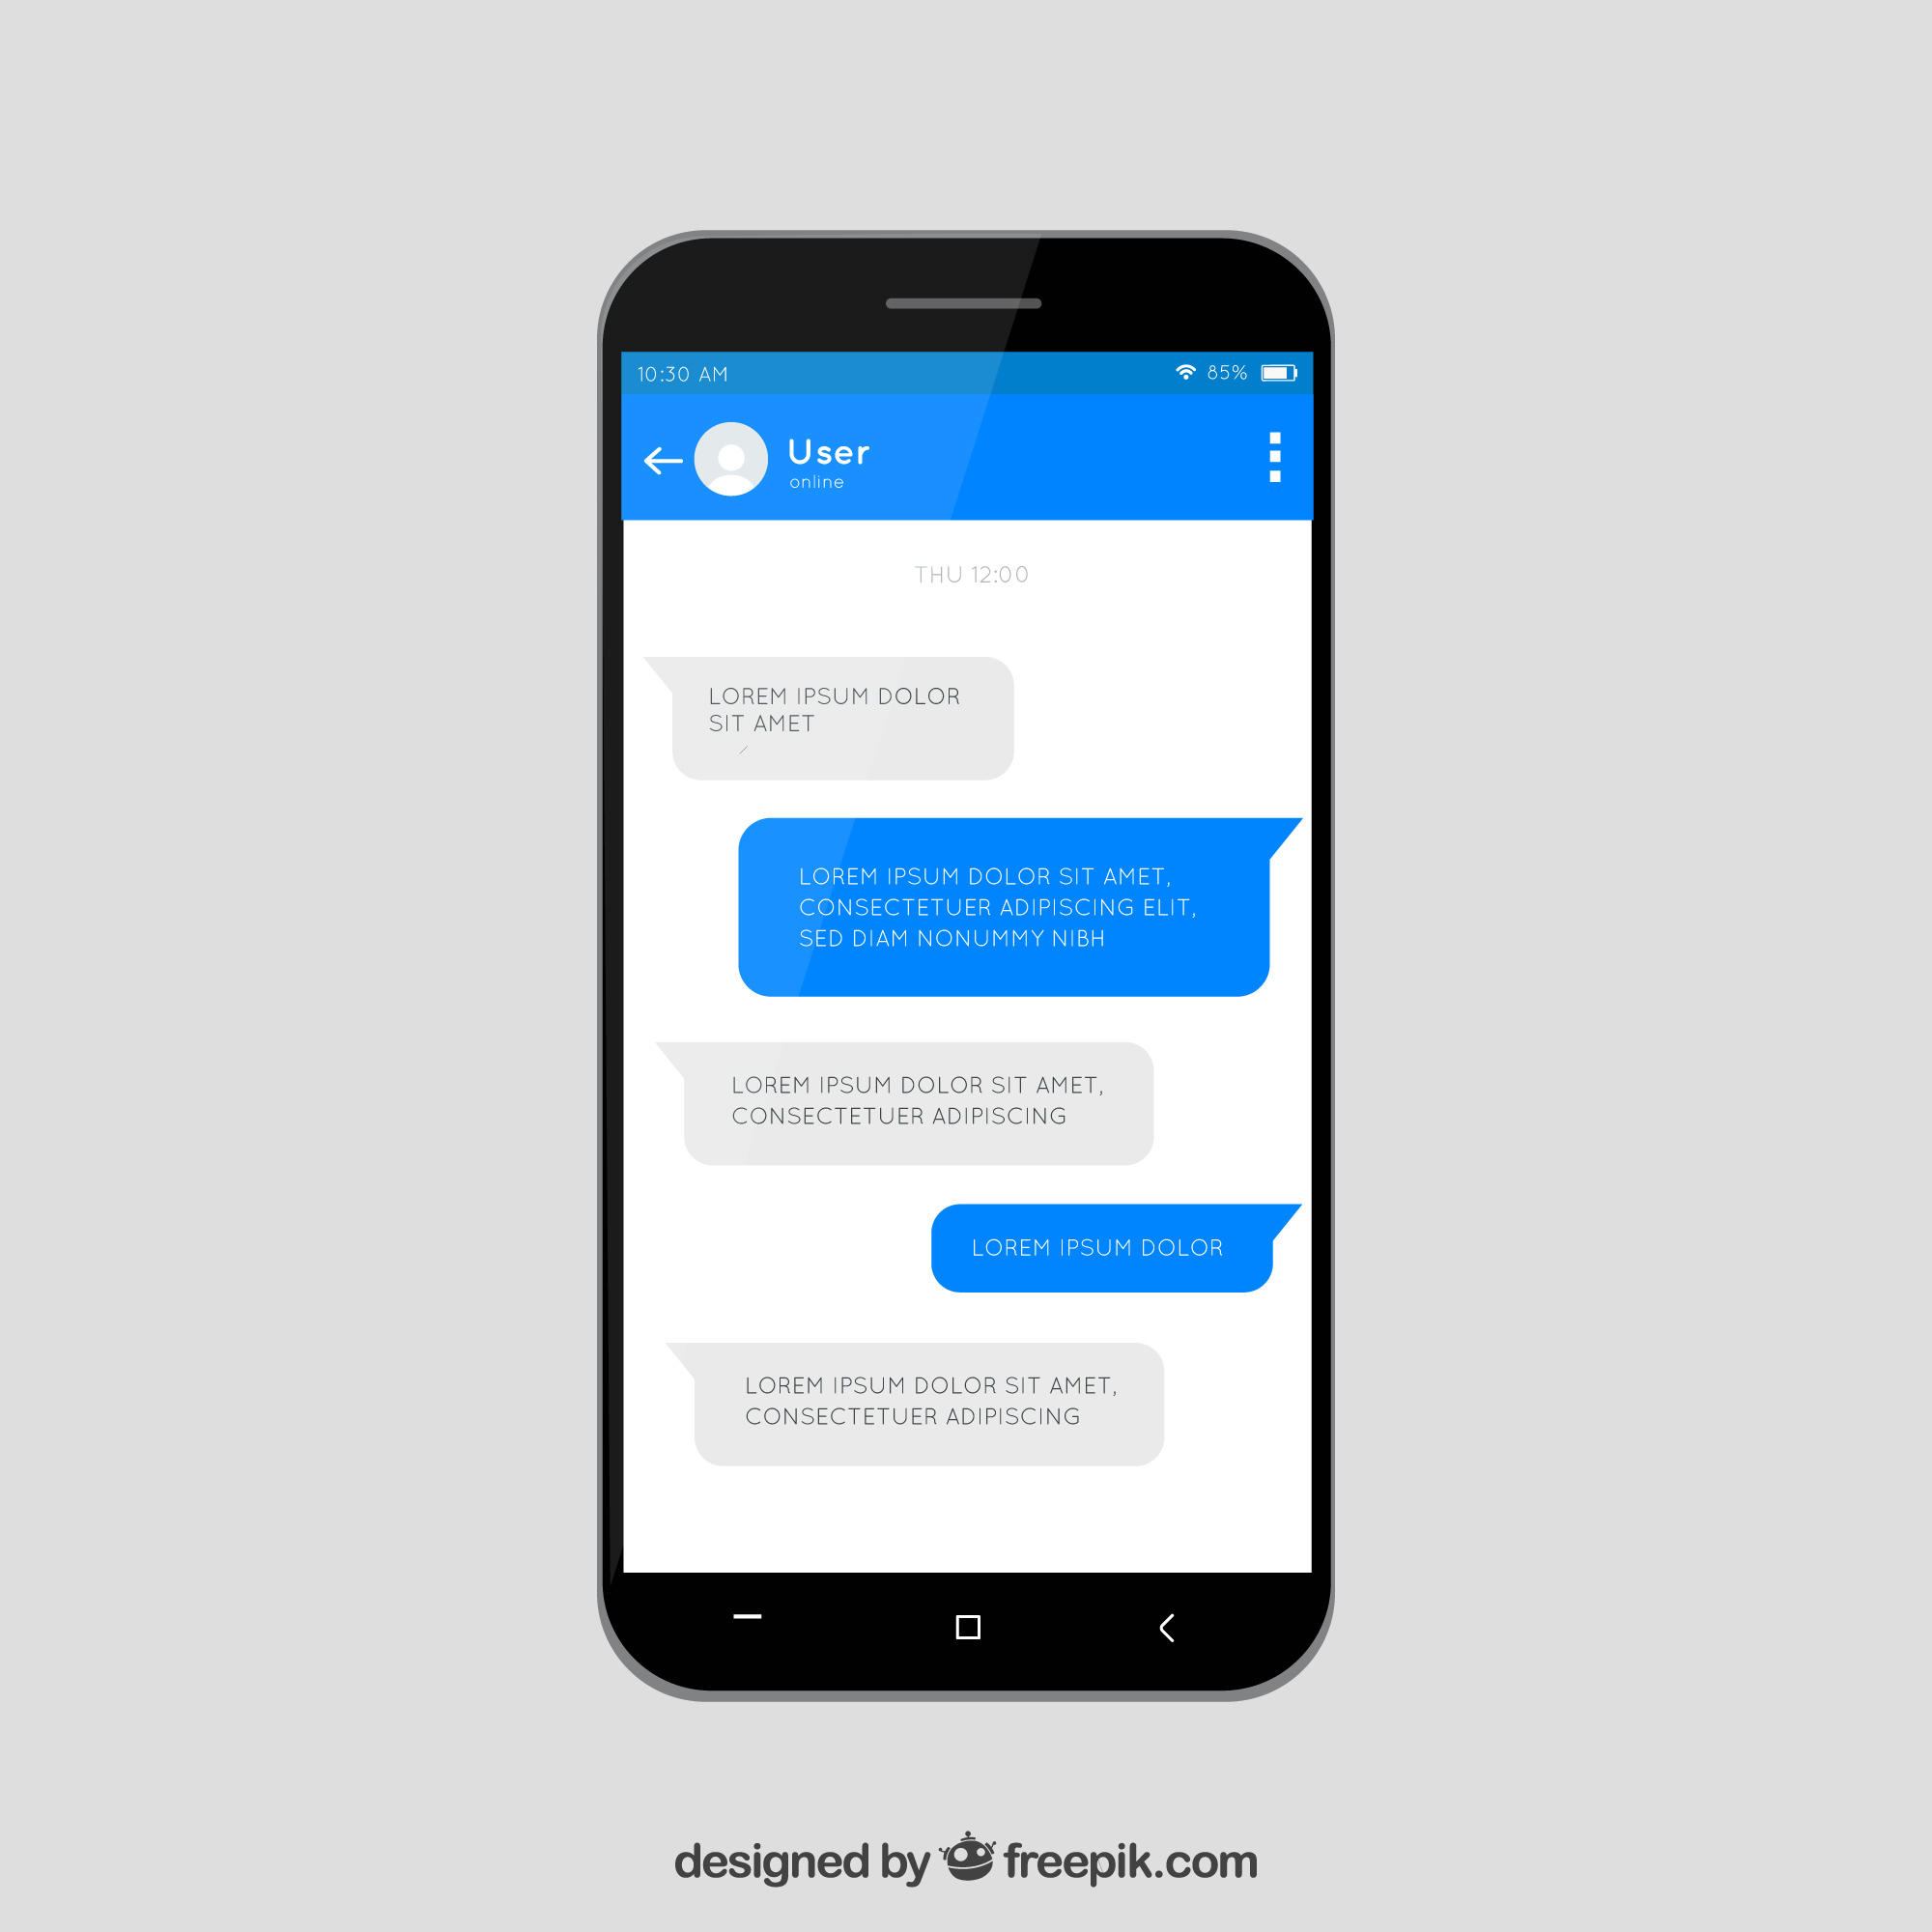 10:30 AM 85%
User
online
THU 12:00
LOREM IPSUM DOLOR
SIT AMET
LOREM IPSUM DOLOR SIT AMET,
CONSECTETUER ADIPISCING ELIT,
SED DIAM NONUMMY NIBH
LOREM IPSUM DOLOR SIT AMET,
CONSECTETUER ADIPISCING
LOREM IPSUM DOLOR
LOREM IPSUM DOLOR SIT AMET,
CONSECTETUER ADIPISCING
designed by freepik.com